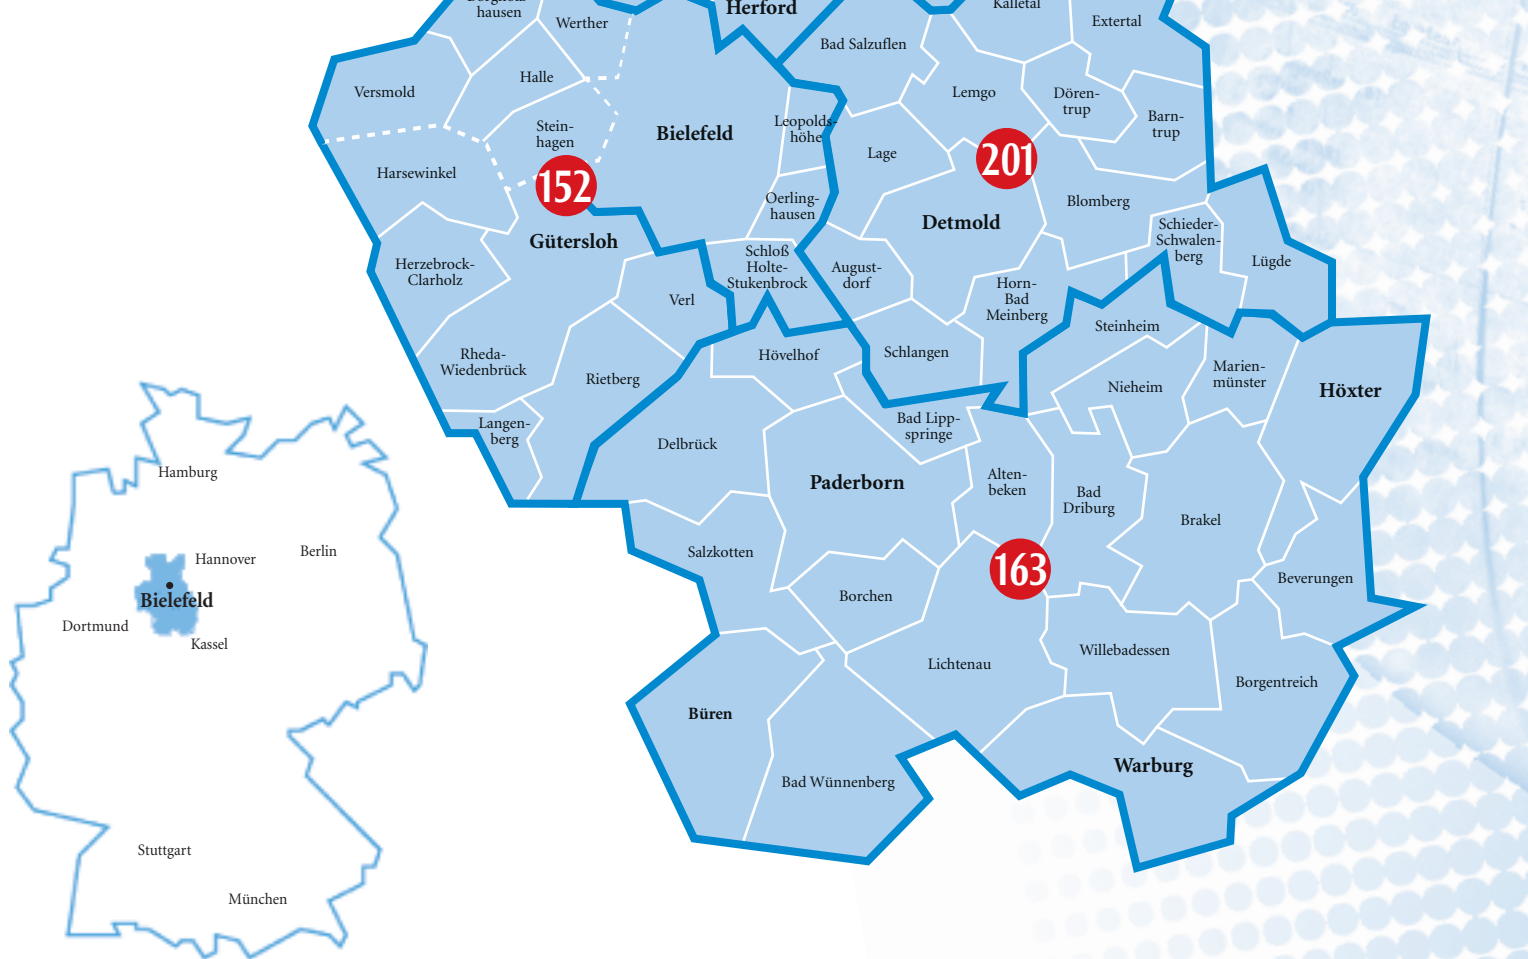 hausen
Werther
Herford
Kalletal
Extertal
Bad Salzuflen
Versmold
Halle
Lemgo
Dören-
trup
Barn-
trup
Stein-
hagen
Bielefeld
Leopolds-
höhe
Lage
201
Harsewinkel
152
Oerling-
hausen
Blomberg
Detmold
Gütersloh
Schieder-
Schwalen-
berg
Herzebrock-
Clarholz
Schloß
Holte-
Stukenbrock
August-
dorf
Lügde
Verl
Horn-
Bad
Meinberg
Steinheim
Rheda-
Wiedenbrück
Hövelhof
Schlangen
Rietberg
Nieheim
Marien-
münster
Höxter
Langen-
berg
Delbrück
Bad Lipp-
springe
Paderborn
Alten-
beken
Bad
Driburg
Brakel
Salzkotten
163
Beverungen
Borchen
Lichtenau
Willebadessen
Borgentreich
Büren
Warburg
Bad Wünnenberg
Hamburg
Hannover
Berlin
Bielefeld
Dortmund
Kassel
Stuttgart
München